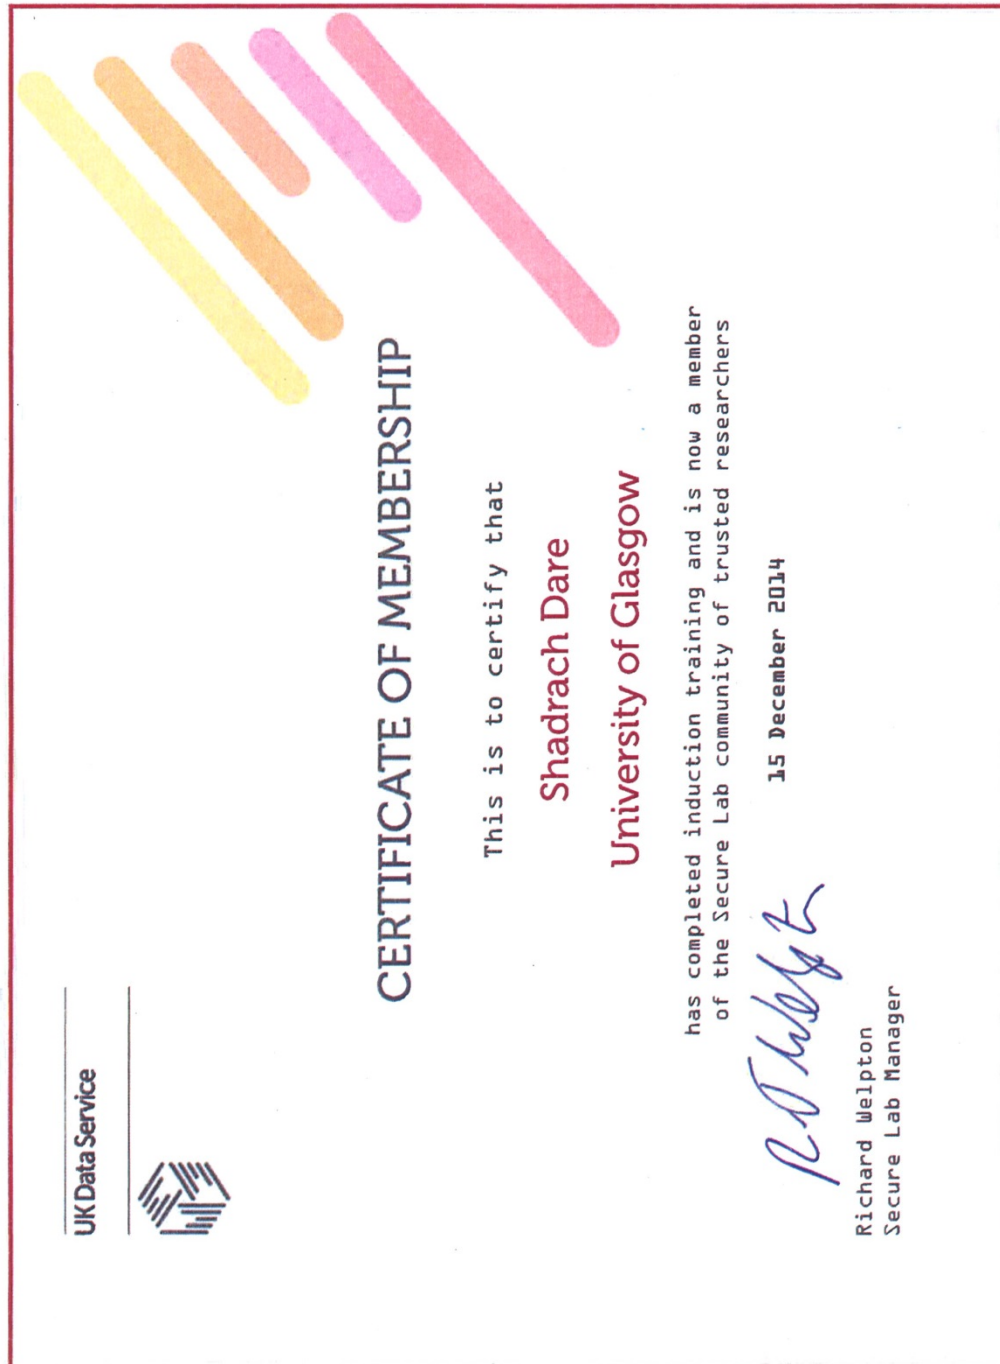 UK Data Service
CERTIFICATE OF MEMBERSHIP
This is to certify that
Shadrach Dare
University of Glasgow
has completed induction training and is now a member
of the Secure Lab community of trusted researchers
15 December 2014
Richard Welpton
Secure Lab Manager